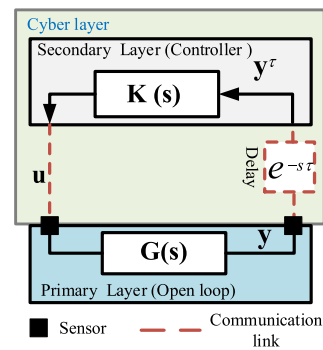 Cyber layer
Secondary Layer (Controller )
y^τ
K (s)
u
Delay
e^{-sτ}
y
G(s)
Primary Layer (Open loop)
Sensor
Communication
link